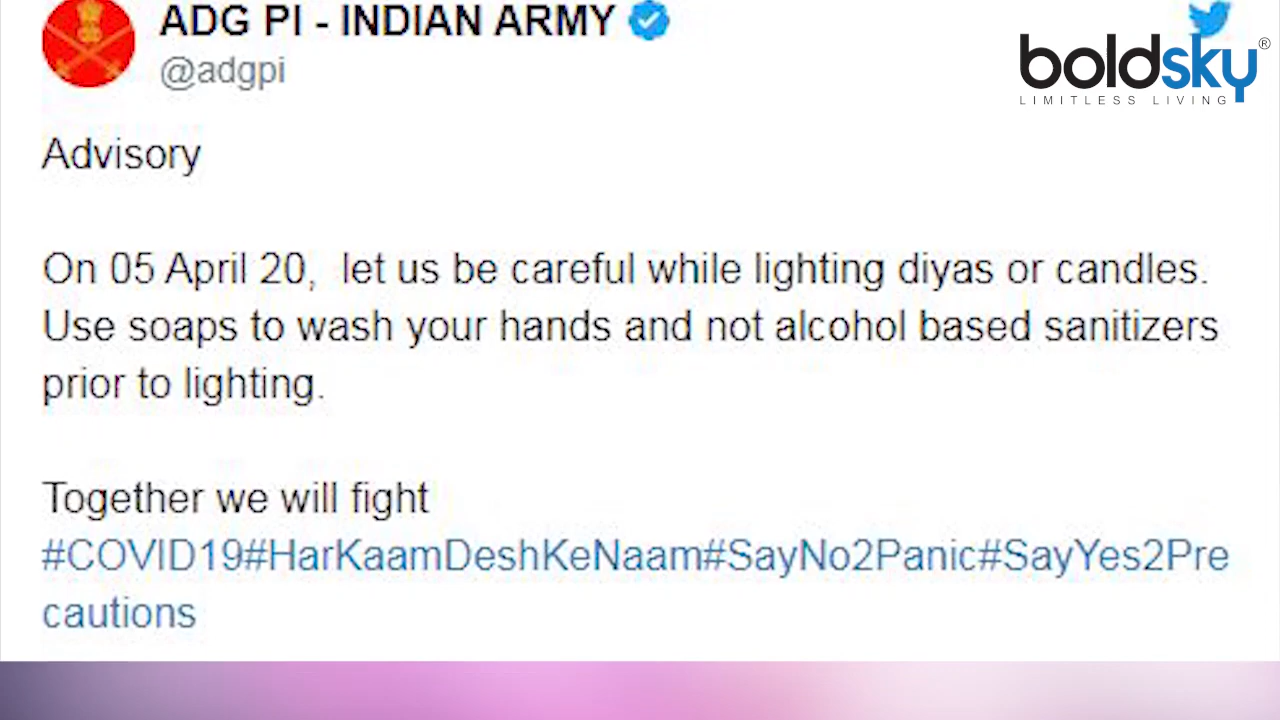 ADG PI - INDIAN ARMY
@adgpi
boldsky®
LIMITLESS LIVING
Advisory
On 05 April 20, let us be careful while lighting diyas or candles.
Use soaps to wash your hands and not alcohol based sanitizers
prior to lighting.
Together we will fight
#COVID19#HarKaamDeshKeNaam#SayNo2Panic#SayYes2Pre
cautions